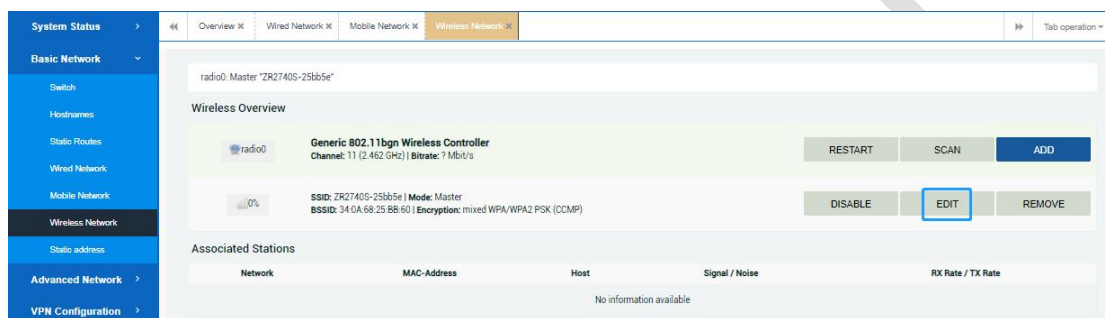 System Status
Overview ✖ Wired Network ✖ Mobile Network ✖ Wireless Network ✖ Tab operation
Basic Network
Switch
Hostnames
Static Routes
Wired Network
Mobile Network
Wireless Network
Static address
Advanced Network
VPN Configuration
radio0: Master "ZR2740S-25bb5e"
Wireless Overview
radio0
Generic 802.11bgn Wireless Controller
Channel: 11 (2.462 GHz) | Bitrate: ? Mbit/s
RESTART SCAN ADD
0%
SSID: ZR2740S-25bb5e | Mode: Master
BSSID: 34:0A:68:25:BB:60 | Encryption: mixed WPA/WPA2 PSK (CCMP)
DISABLE EDIT REMOVE
Associated Stations
Network MAC-Address Host Signal / Noise RX Rate / TX Rate
No information available